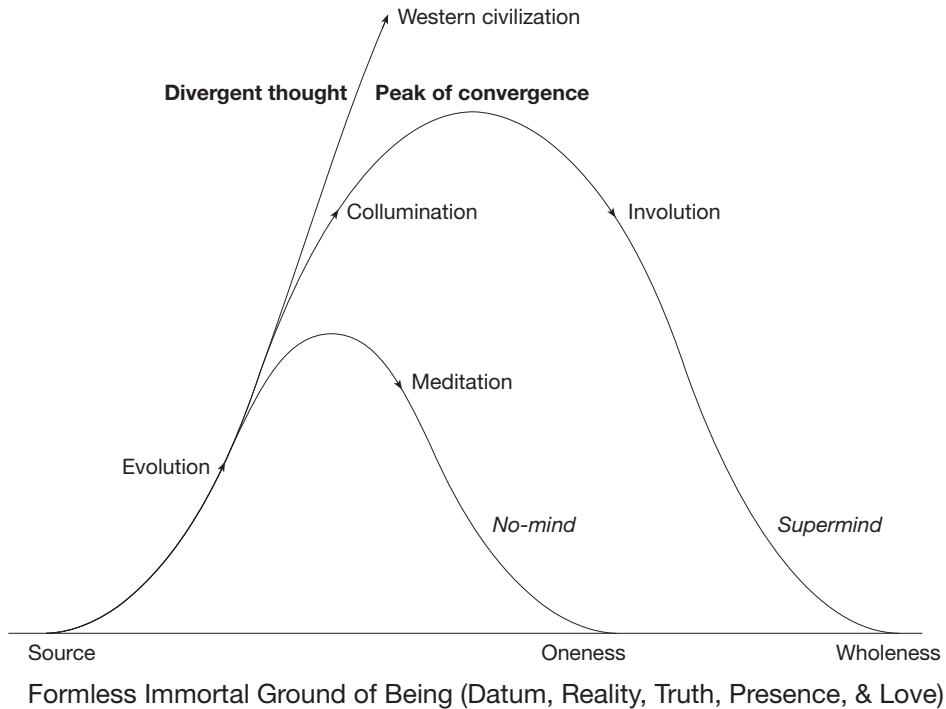 Western civilization
Divergent thought
Peak of convergence
Collumination
Involution
Meditation
Evolution
No-mind
Supermind
Source
Oneness
Wholeness
Formless Immortal Ground of Being (Datum, Reality, Truth, Presence, & Love)